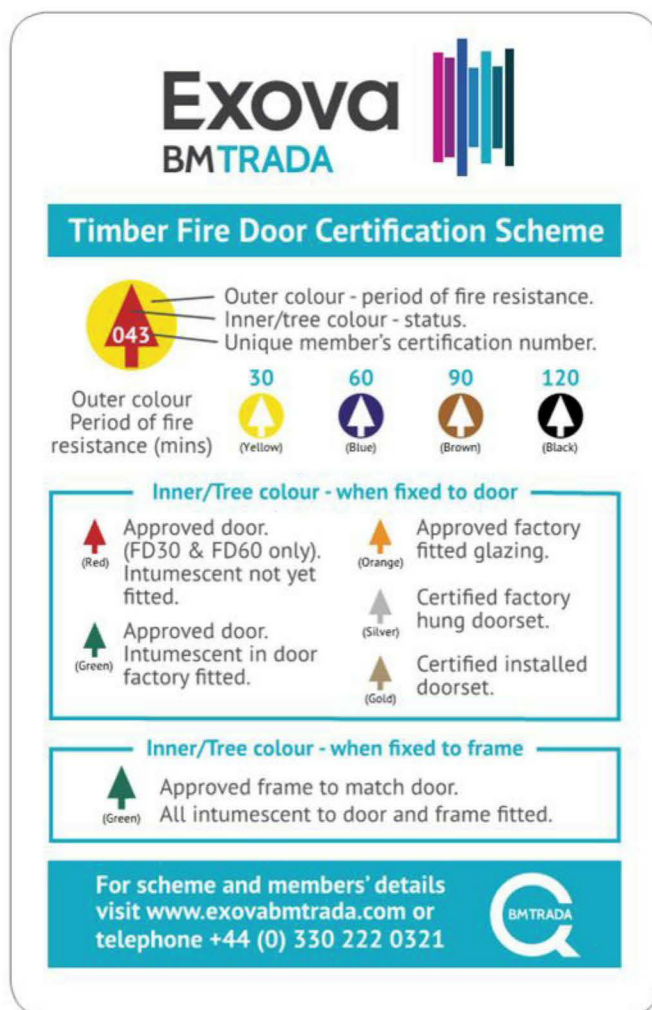 Exova
BMTRADA
Timber Fire Door Certification Scheme
043
Outer colour - period of fire resistance.
Inner/tree colour - status.
Unique member's certification number.
Outer colour
Period of fire
resistance (mins)
30
(Yellow)
60
(Blue)
90
(Brown)
120
(Black)
Inner/Tree colour - when fixed to door
(Red)
Approved door.
(FD30 & FD60 only).
Intumescent not yet
fitted.
(Green)
Approved door.
Intumescent in door
factory fitted.
(Orange)
Approved factory
fitted glazing.
(Silver)
Certified factory
hung doorset.
(Gold)
Certified installed
doorset.
Inner/Tree colour - when fixed to frame
(Green)
Approved frame to match door.
All intumescent to door and frame fitted.
For scheme and members' details
visit www.exovabmtrada.com or
telephone +44 (0) 330 222 0321
BMTRADA